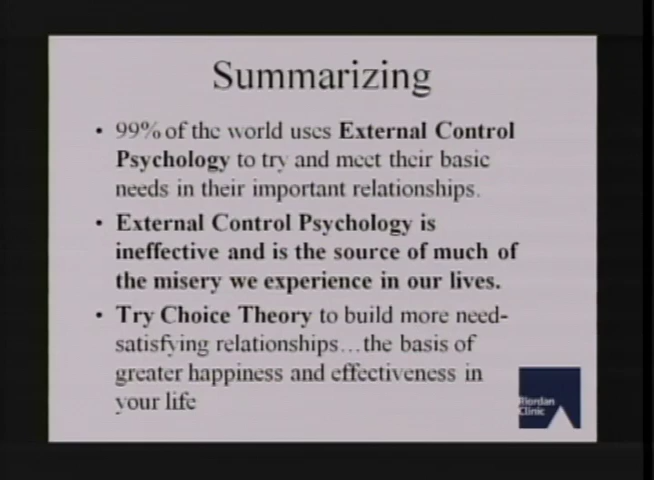 Summarizing
• 99% of the world uses External Control
Psychology to try and meet their basic
needs in their important relationships.
• External Control Psychology is
ineffective and is the source of much of
the misery we experience in our lives.
• Try Choice Theory to build more need-
satisfying relationships…the basis of
greater happiness and effectiveness in
your life
Riordan
Clinic